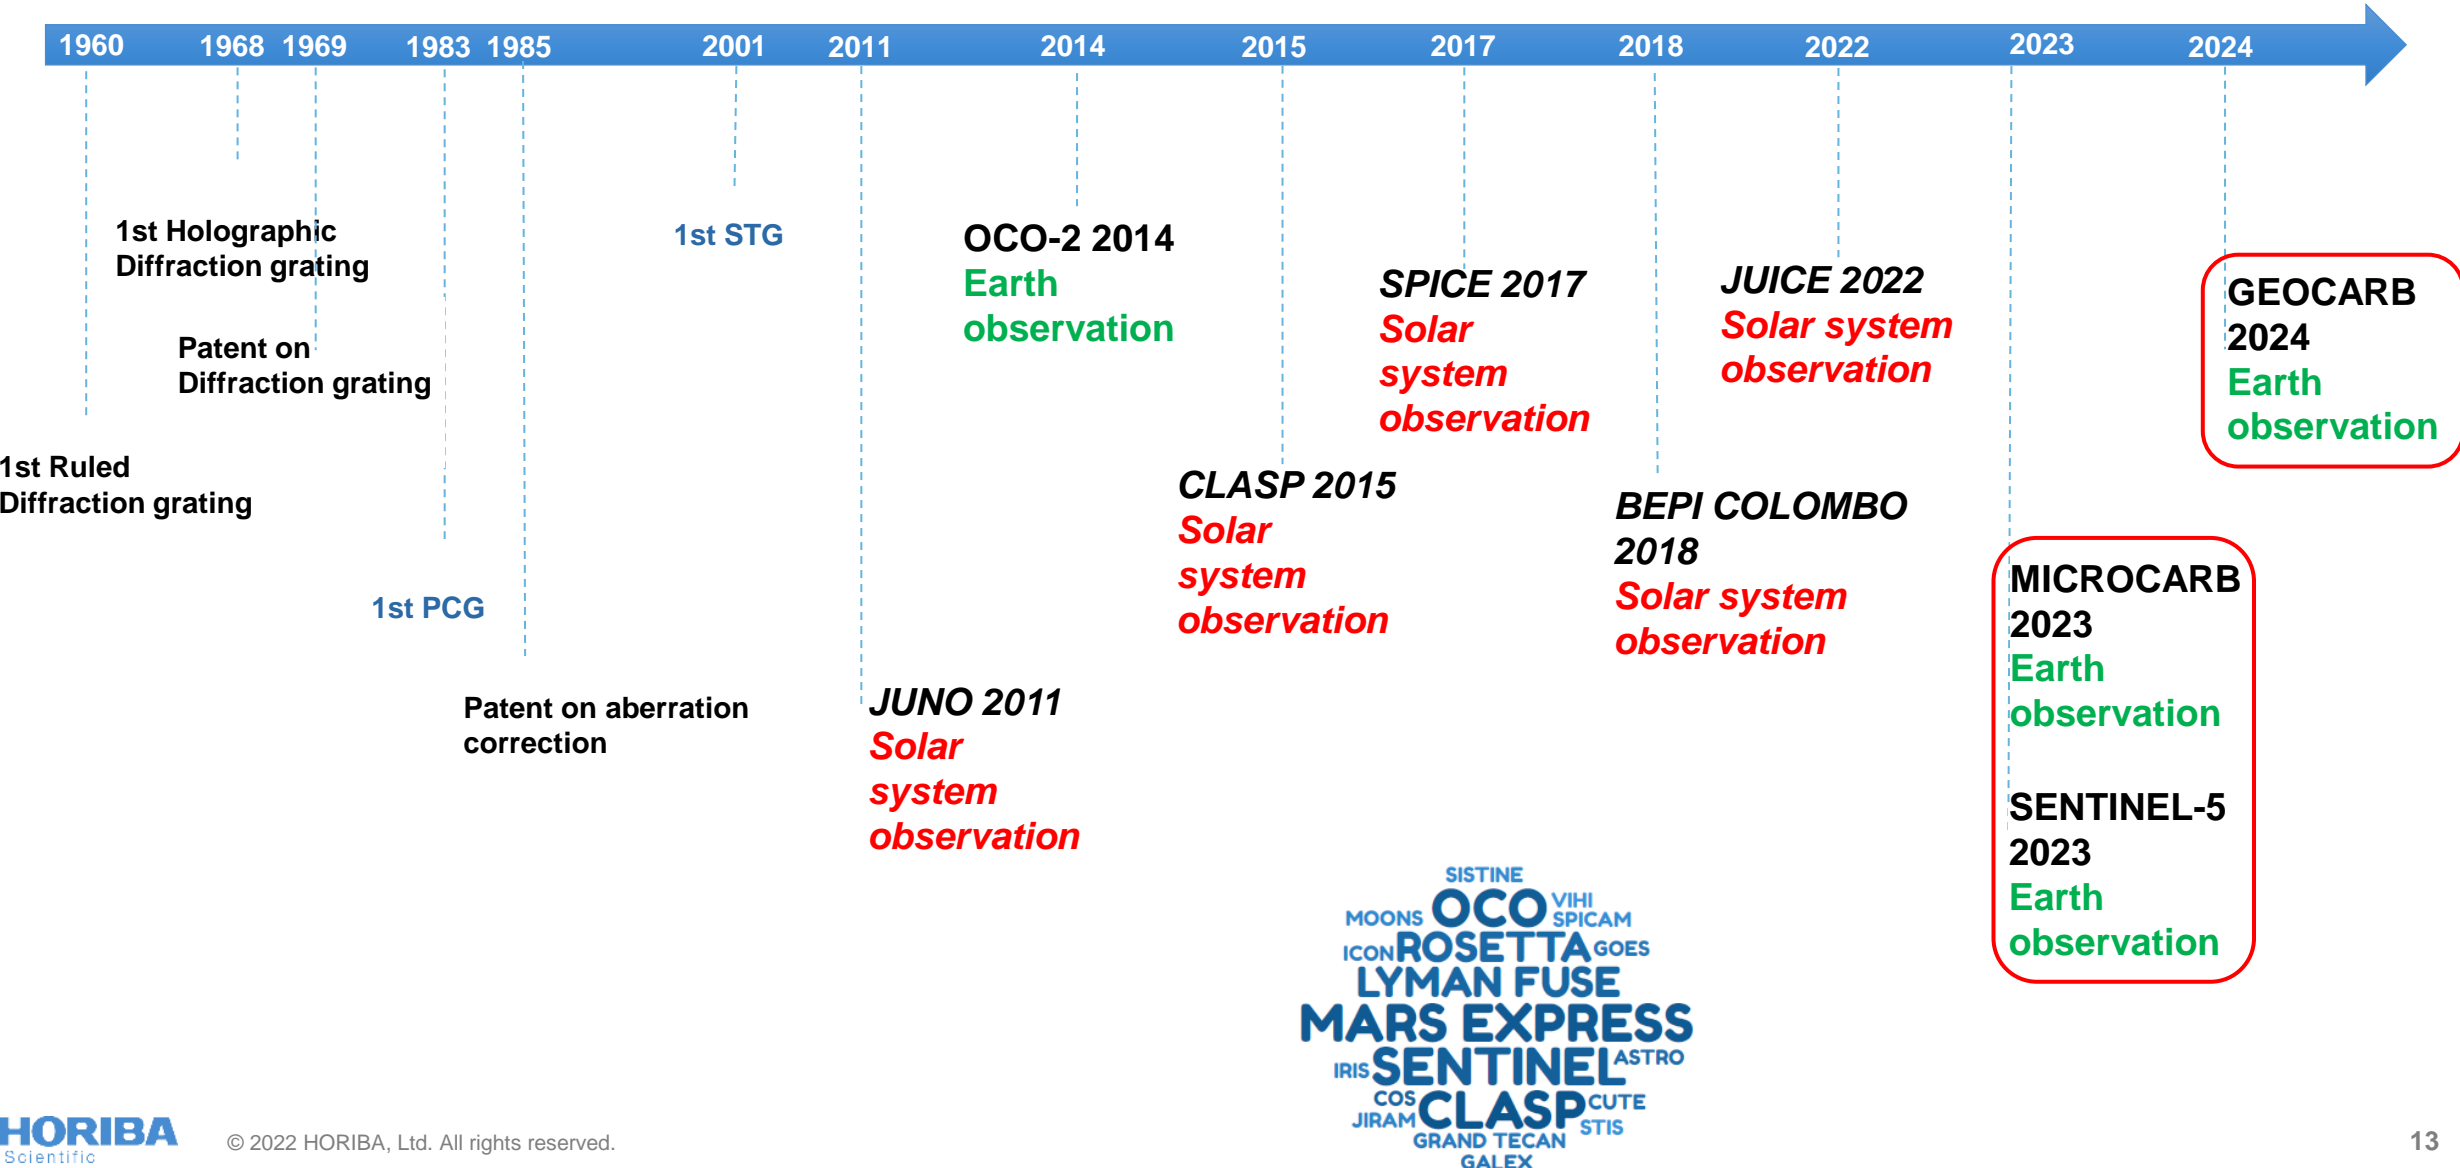 1960 1968 1969 1983 1985 2001 2011 2014 2015 2017 2018 2022 2023 2024
1st Holographic
Diffraction grating
Patent on
Diffraction grating
1st Ruled
Diffraction grating
1st PCG
Patent on aberration
correction
1st STG
JUNO 2011
Solar
system
observation
OCO-2 2014
Earth
observation
CLASP 2015
Solar
system
observation
SPICE 2017
Solar
system
observation
BEPI COLOMBO
2018
Solar system
observation
JUICE 2022
Solar system
observation
MICROCARB
2023
Earth
observation
SENTINEL-5
2023
Earth
observation
GEOCARB
2024
Earth
observation
SISTINE
MOONS OCO VIHI
SPICAM
ICON ROSETTA GOES
LYMAN FUSE
MARS EXPRESS
IRIS SENTINEL ASTRO
COS CLASP CUTE
JIRAM STIS
GRAND TECAN
GALEX
HORIBA
Scientific
© 2022 HORIBA, Ltd. All rights reserved.
13